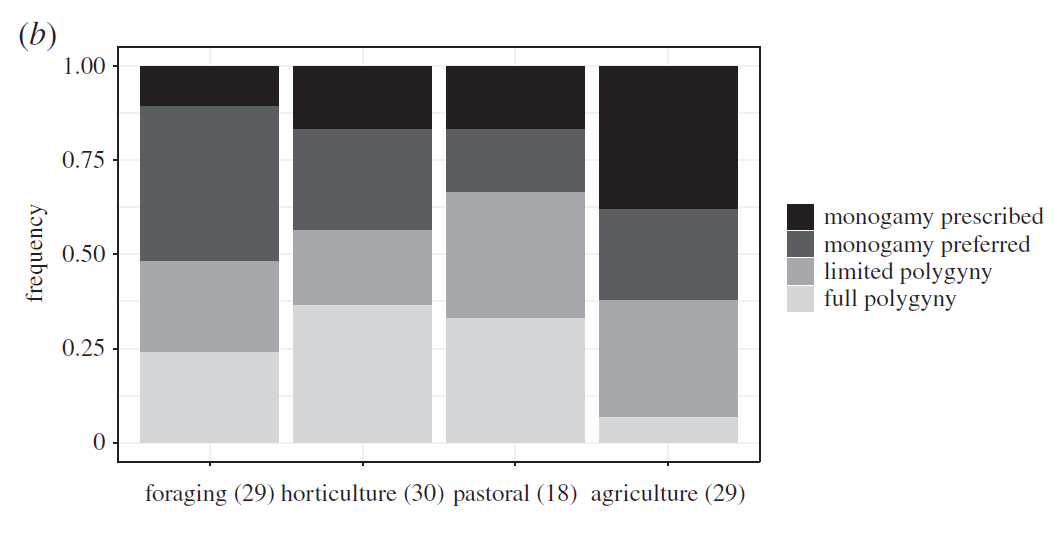 (b)
1.00
0.75
0.50
0.25
0
frequency
foraging (29) horticulture (30) pastoral (18) agriculture (29)
monogamy prescribed
monogamy preferred
limited polygyny
full polygyny